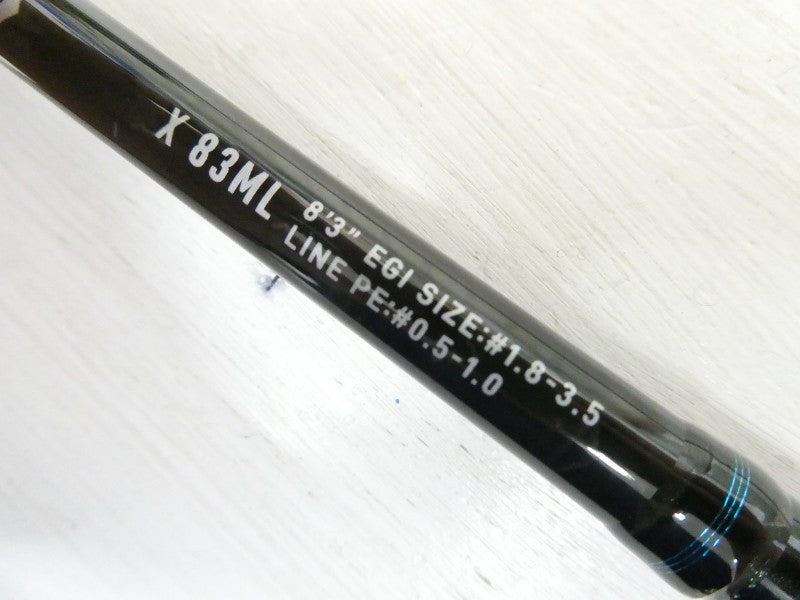 X 83ML 8'3" EGI SIZE:#1.8-3.5
LINE PE:#0.5-1.0